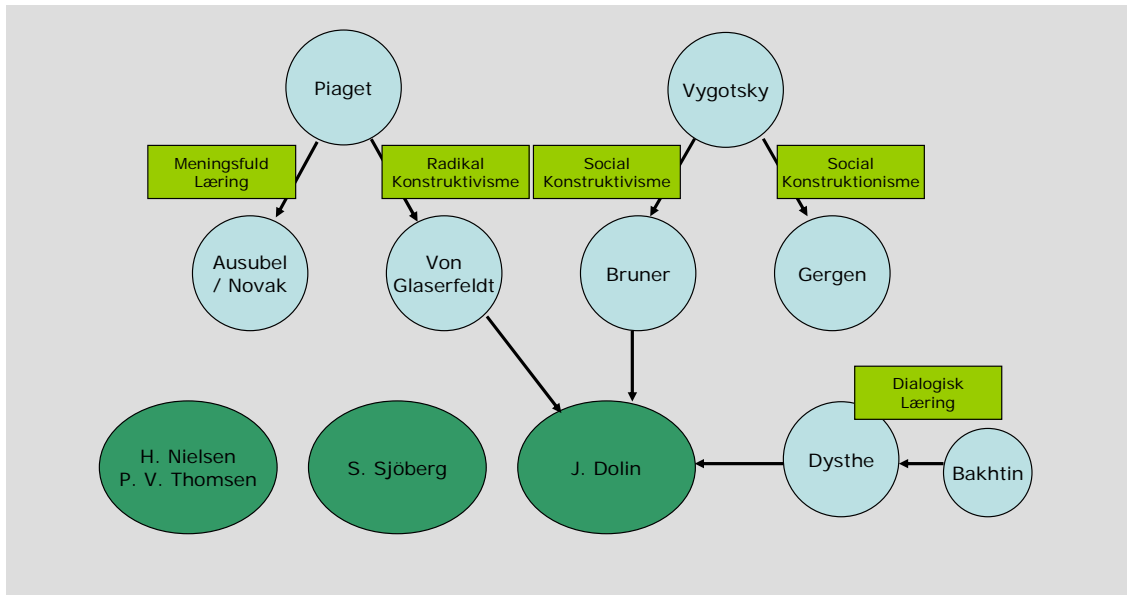 Piaget
Vygotsky
Meningsfuld
Læring
Radikal
Konstruktivisme
Social
Konstruktivisme
Social
Konstruktionisme
Ausubel
/ Novak
Von
Glaserfeldt
Bruner
Gergen
Dialogisk
Læring
H. Nielsen
P. V. Thomsen
S. Sjöberg
J. Dolin
Dysthe
Bakhtin